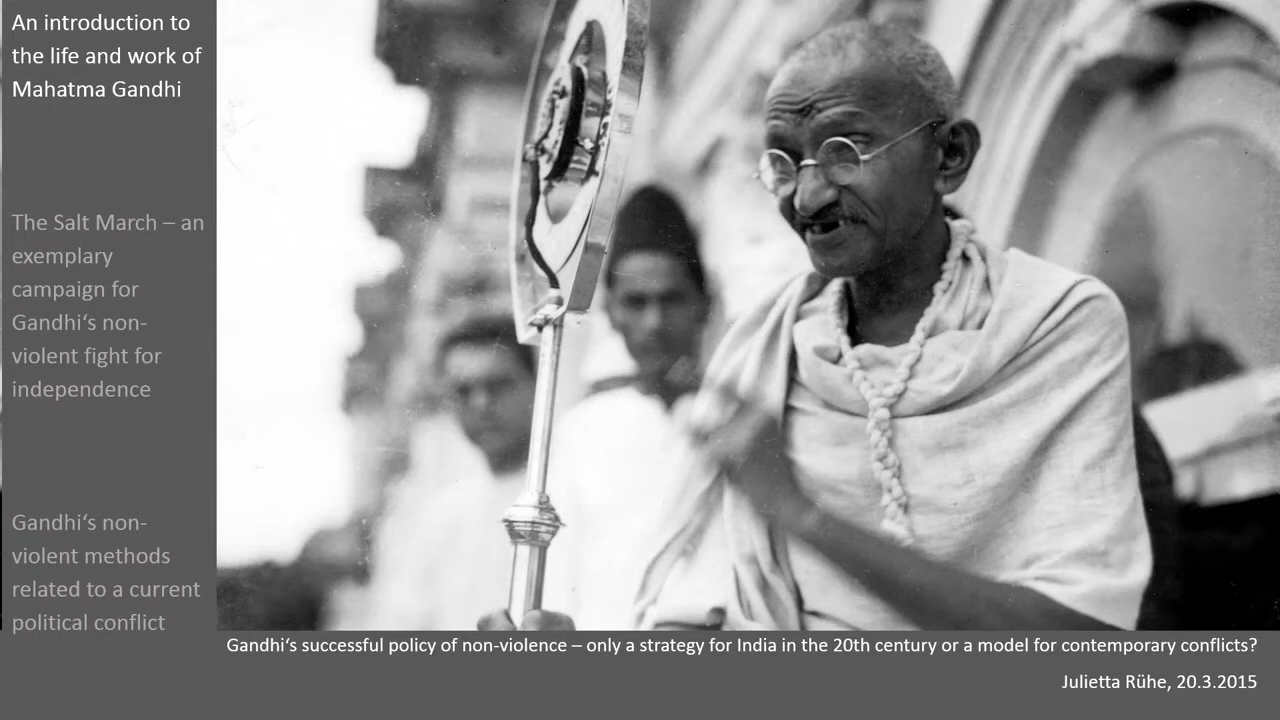 An introduction to
the life and work of
Mahatma Gandhi
The Salt March – an
exemplary
campaign for
Gandhi‘s non-
violent fight for
independence
Gandhi‘s non-
violent methods
related to a current
political conflict
Gandhi‘s successful policy of non-violence – only a strategy for India in the 20th century or a model for contemporary conflicts?
Julietta Rühe, 20.3.2015